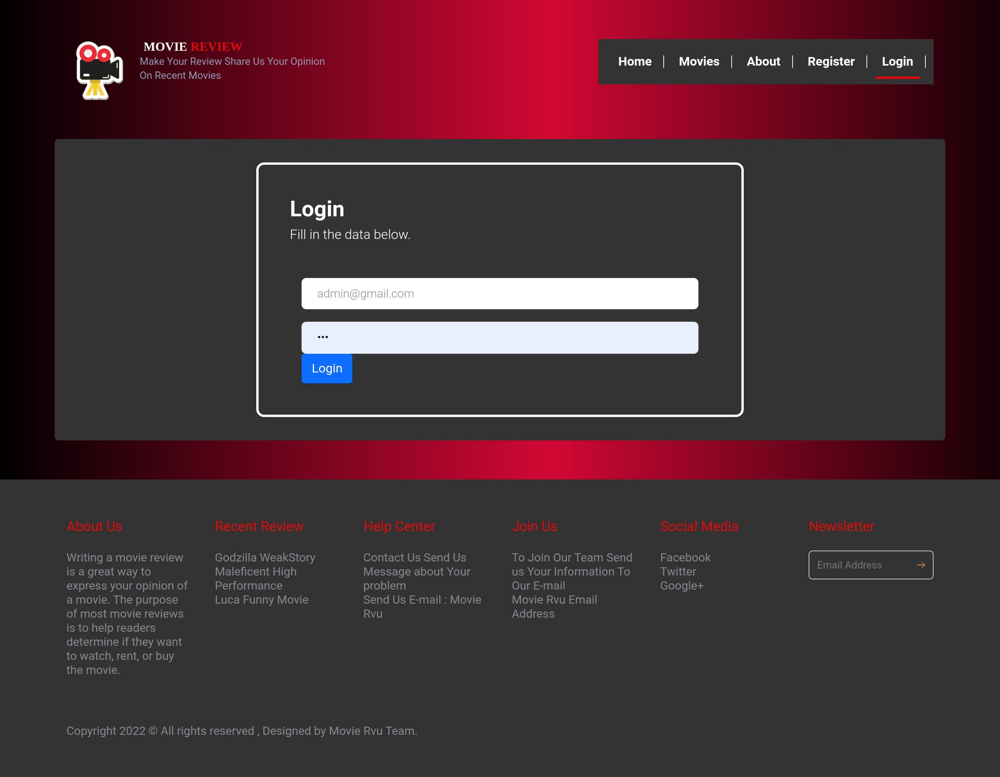 MOVIE REVIEW
Make Your Review Share Us Your Opinion
On Recent Movies
Home
Movies
About
Register
Login
Login
Fill in the data below.
admin@gmail.com
•••
Login
About Us
Writing a movie review
is a great way to
express your opinion of
a movie. The purpose
of most movie reviews
is to help readers
determine if they want
to watch, rent, or buy
the movie.
Recent Review
Godzilla WeakStory
Maleficent High
Performance
Luca Funny Movie
Help Center
Contact Us Send Us
Message about Your
problem
Send Us E-mail : Movie
Rvu
Join Us
To Join Our Team Send
us Your Information To
Our E-mail
Movie Rvu Email
Address
Social Media
Facebook
Twitter
Google+
Newsletter
Email Address →
Copyright 2022 © All rights reserved , Designed by Movie Rvu Team.